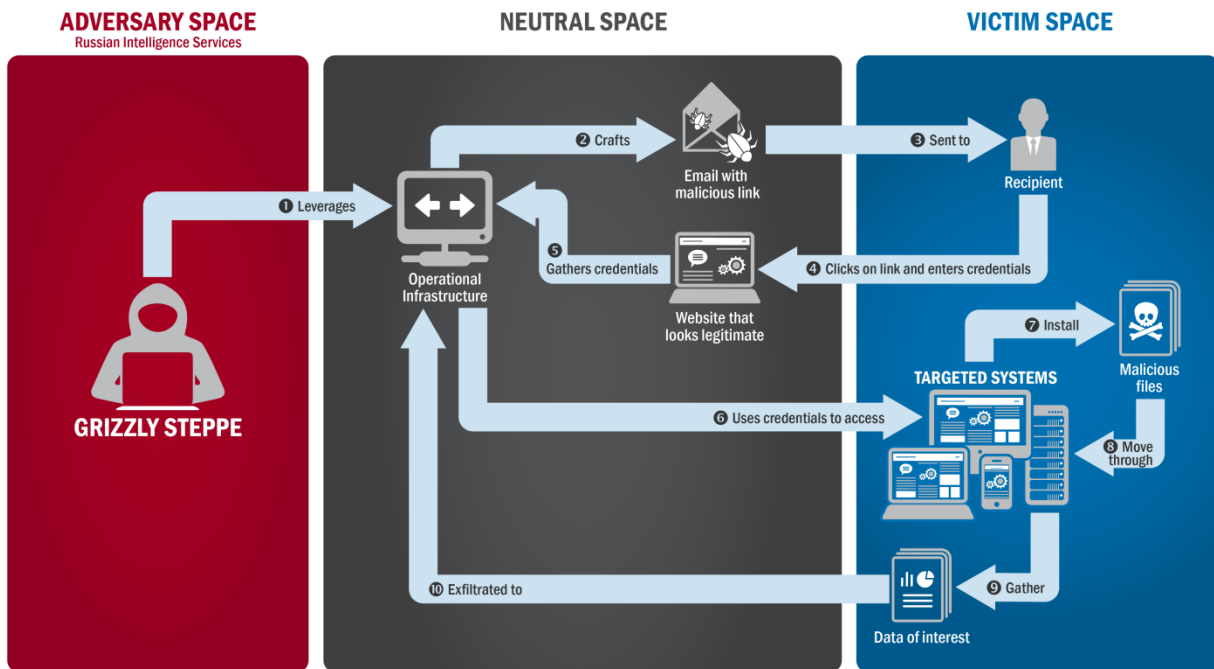 ADVERSARY SPACE
Russian Intelligence Services
NEUTRAL SPACE
VICTIM SPACE
❶ Leverages
GRIZZLY STEPPE
Operational
Infrastructure
❷ Crafts
Email with
malicious link
❸ Sent to
Recipient
❹ Clicks on link and enters credentials
Website that
looks legitimate
❺
Gathers credentials
❻ Uses credentials to access
TARGETED SYSTEMS
❼ Install
Malicious
files
❽ Move
through
❾ Gather
Data of interest
❿ Exfiltrated to